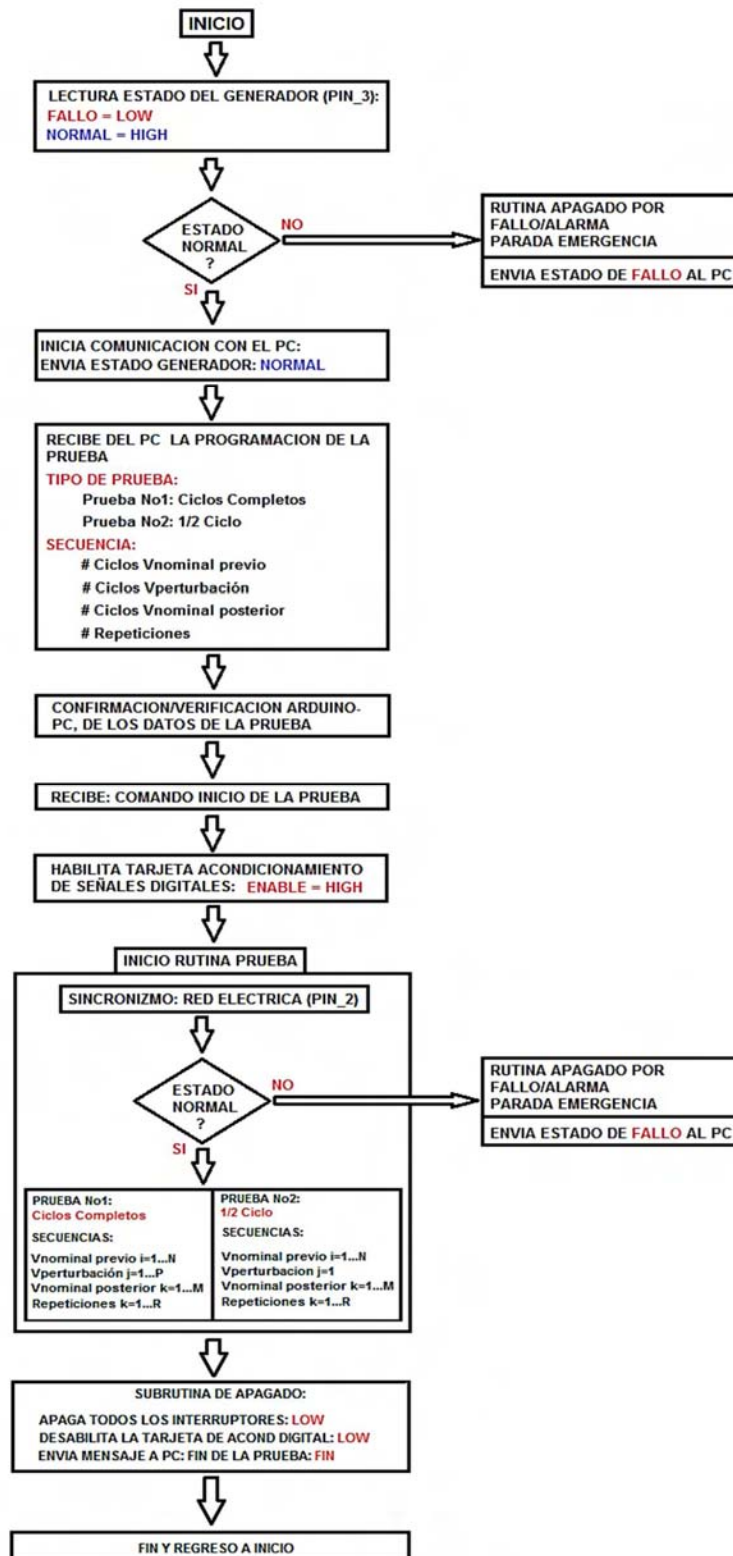 INICIO
LECTURA ESTADO DEL GENERADOR (PIN_3):
FALLO = LOW
NORMAL = HIGH
ESTADO
NORMAL
?
NO
SI
RUTINA APAGADO POR
FALLO/ALARMA
PARADA EMERGENCIA
ENVIA ESTADO DE FALLO AL PC
INICIA COMUNICACION CON EL PC:
ENVIA ESTADO GENERADOR: NORMAL
RECIBE DEL PC LA PROGRAMACION DE LA
PRUEBA
TIPO DE PRUEBA:
Prueba No1: Ciclos Completos
Prueba No2: 1/2 Ciclo
SECUENCIA:
# Ciclos Vnominal previo
# Ciclos Vperturbación
# Ciclos Vnominal posterior
# Repeticiones
CONFIRMACION/VERIFICACION ARDUINO-
PC, DE LOS DATOS DE LA PRUEBA
RECIBE: COMANDO INICIO DE LA PRUEBA
HABILITA TARJETA ACONDICIONAMIENTO
DE SEÑALES DIGITALES: ENABLE = HIGH
INICIO RUTINA PRUEBA
SINCRONIZMO: RED ELECTRICA (PIN_2)
ESTADO
NORMAL
?
NO
SI
RUTINA APAGADO POR
FALLO/ALARMA
PARADA EMERGENCIA
ENVIA ESTADO DE FALLO AL PC
PRUEBA No1:
Ciclos Completos
SECUENCIAS:
Vnominal previo i=1...N
Vperturbación j=1...P
Vnominal posterior k=1...M
Repeticiones k=1...R
PRUEBA No2:
1/2 Ciclo
SECUENCIAS:
Vnominal previo i=1...N
Vperturbacion j=1
Vnominal posterior k=1...M
Repeticiones k=1...R
SUBRUTINA DE APAGADO:
APAGA TODOS LOS INTERRUPTORES: LOW
DESABILITA LA TARJETA DE ACOND DIGITAL: LOW
ENVIA MENSAJE A PC: FIN DE LA PRUEBA: FIN
FIN Y REGRESO A INICIO